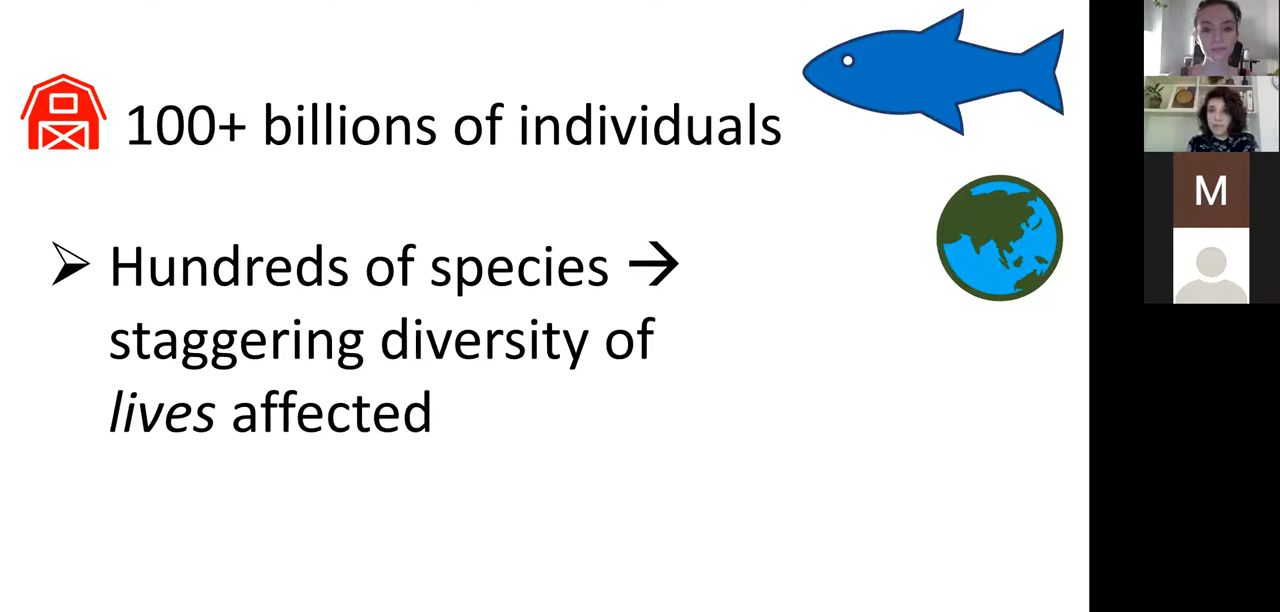 100+ billions of individuals
Hundreds of species →
staggering diversity of
lives affected
M